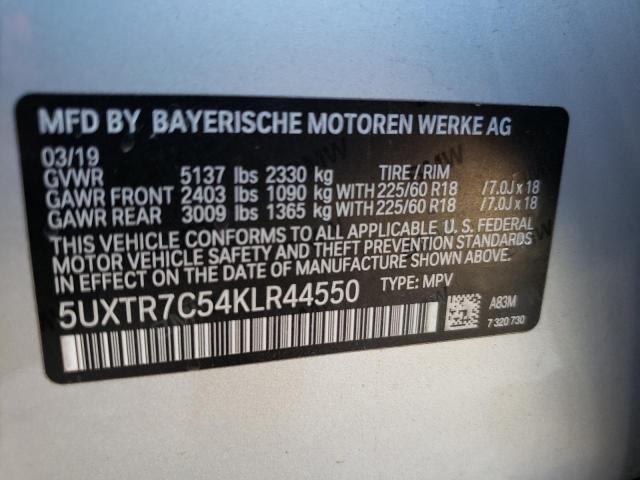 MFD BY BAYERISCHE MOTOREN WERKE AG
03/19
GVWR 5137 lbs 2330 kg TIRE / RIM
GAWR FRONT 2403 lbs 1090 kg WITH 225/60 R18 /7.0J x 18
GAWR REAR 3009 lbs 1365 kg WITH 225/60 R18 /7.0J x 18
THIS VEHICLE CONFORMS TO ALL APPLICABLE U. S. FEDERAL
MOTOR VEHICLE SAFETY AND THEFT PREVENTION STANDARDS
IN EFFECT ON THE DATE OF MANUFACTURE SHOWN ABOVE.
5UXTR7C54KLR44550 TYPE: MPV
A83M
7 320 730